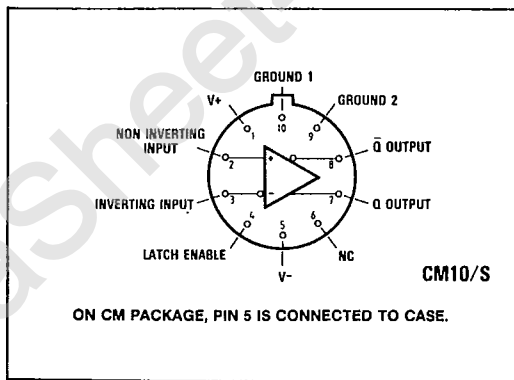 GROUND 1
V+
GROUND 2
10
1
9
NON INVERTING
INPUT
2
+
8
Q̅ OUTPUT
INVERTING INPUT
3
−
7
Q OUTPUT
4
5
6
LATCH ENABLE
NC
V-
CM10/S
ON CM PACKAGE, PIN 5 IS CONNECTED TO CASE.